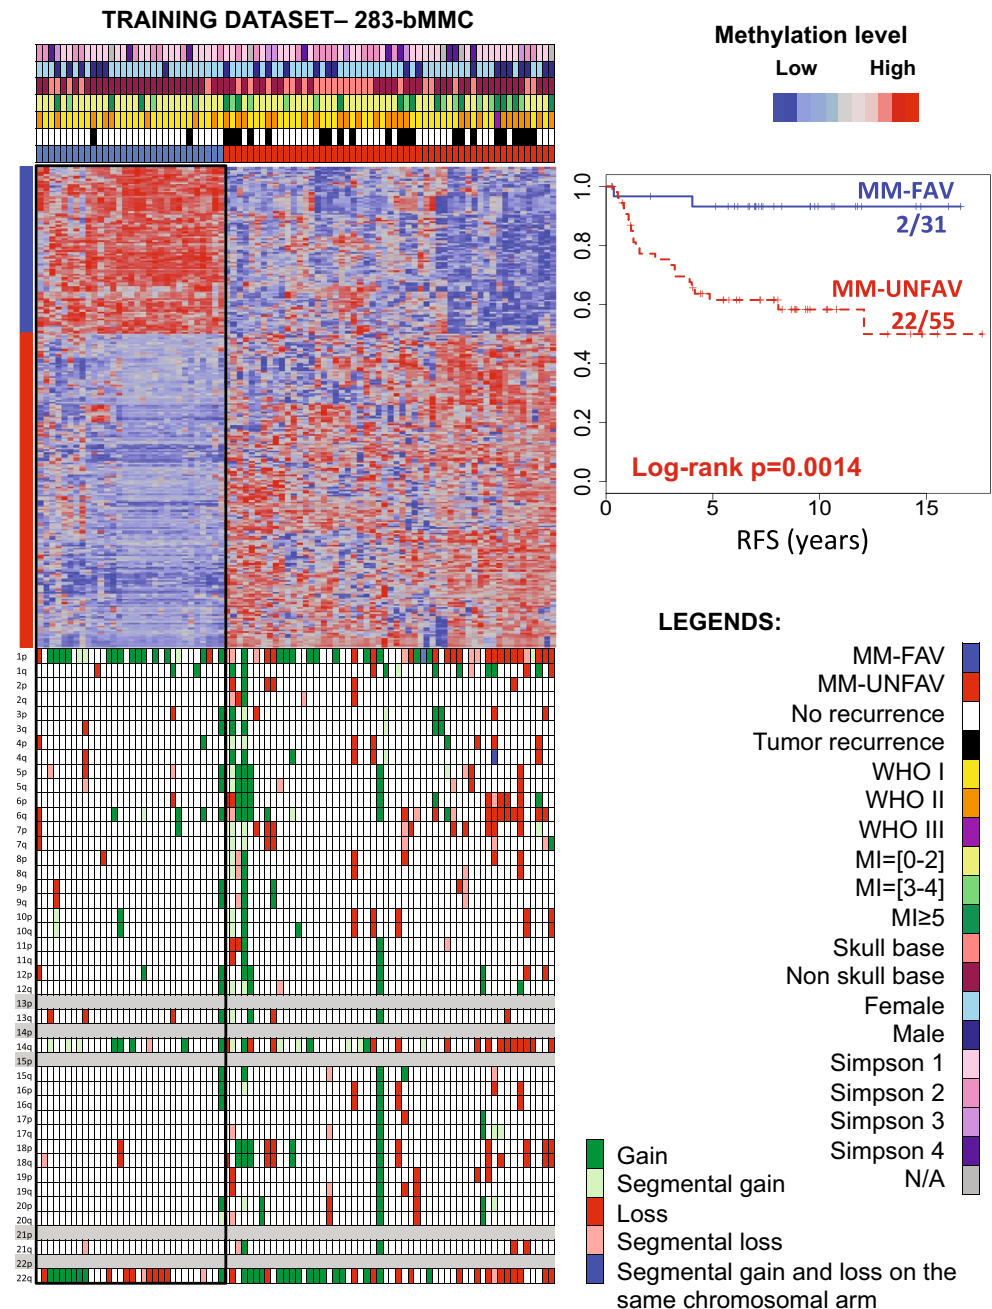 TRAINING DATASET– 283-bMMC
Methylation level
Low High
MM-FAV
2/31
MM-UNFAV
22/55
Log-rank p=0.0014
1.0
0.8
0.6
0.4
0.2
0.0
0 5 10 15
RFS (years)
LEGENDS:
MM-FAV
MM-UNFAV
No recurrence
Tumor recurrence
WHO I
WHO II
WHO III
MI=[0-2]
MI=[3-4]
MI≥5
Skull base
Non skull base
Female
Male
Simpson 1
Simpson 2
Simpson 3
Simpson 4
N/A
Gain
Segmental gain
Loss
Segmental loss
Segmental gain and loss on the
same chromosomal arm
1p
1q
2p
2q
3p
3q
4p
4q
5p
5q
6p
6q
7p
7q
8p
8q
9p
9q
10p
10q
11p
11q
12p
12q
13p
13q
14p
14q
15p
15q
16p
16q
17p
17q
18p
18q
19p
19q
20p
20q
21p
21q
22p
22q